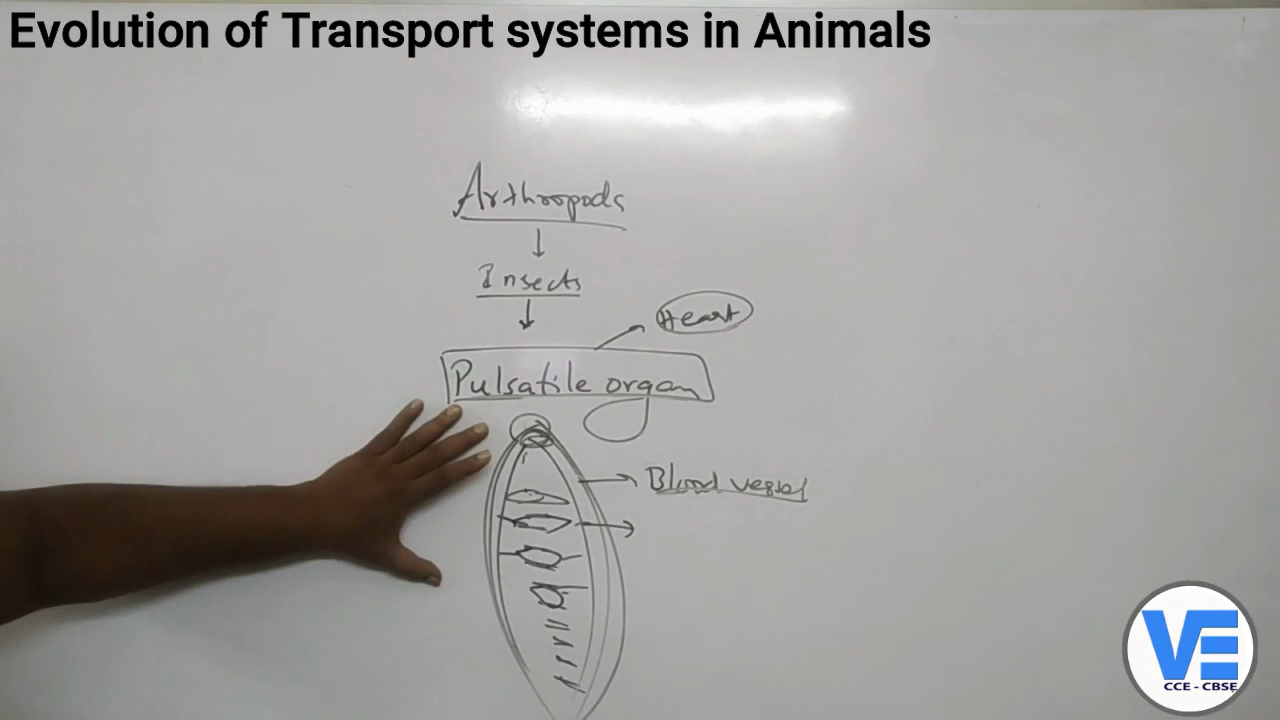 Evolution of Transport systems in Animals
Arthropods
Insects
Heart
Pulsatile organ
Blood vessel
VE
CCE - CBSE